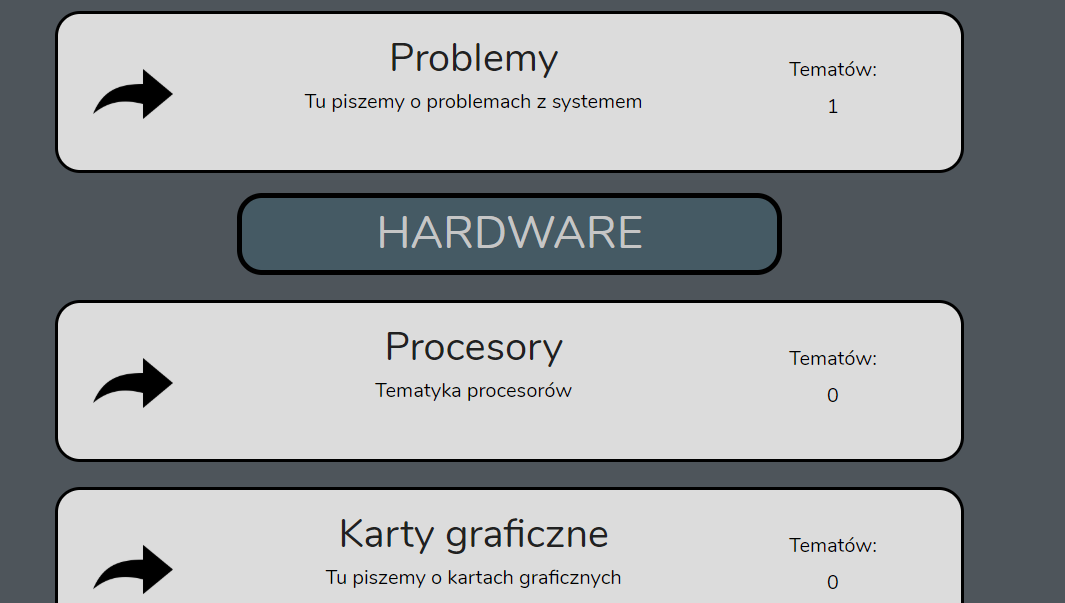 Problemy
Tu piszemy o problemach z systemem
Tematów:
1
HARDWARE
Procesory
Tematyka procesorów
Tematów:
0
Karty graficzne
Tu piszemy o kartach graficznych
Tematów:
0